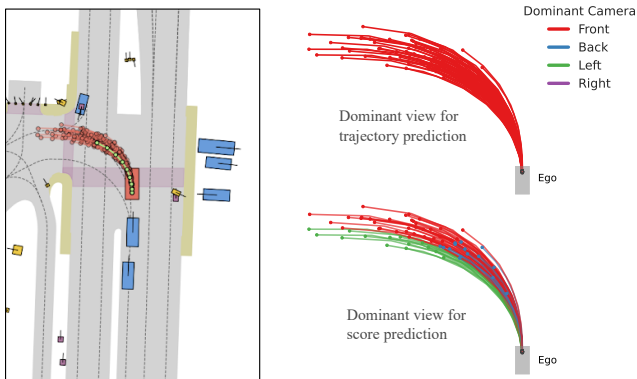 Dominant Camera
Front
Back
Left
Right
Dominant view for
trajectory prediction
Ego
Dominant view for
score prediction
Ego